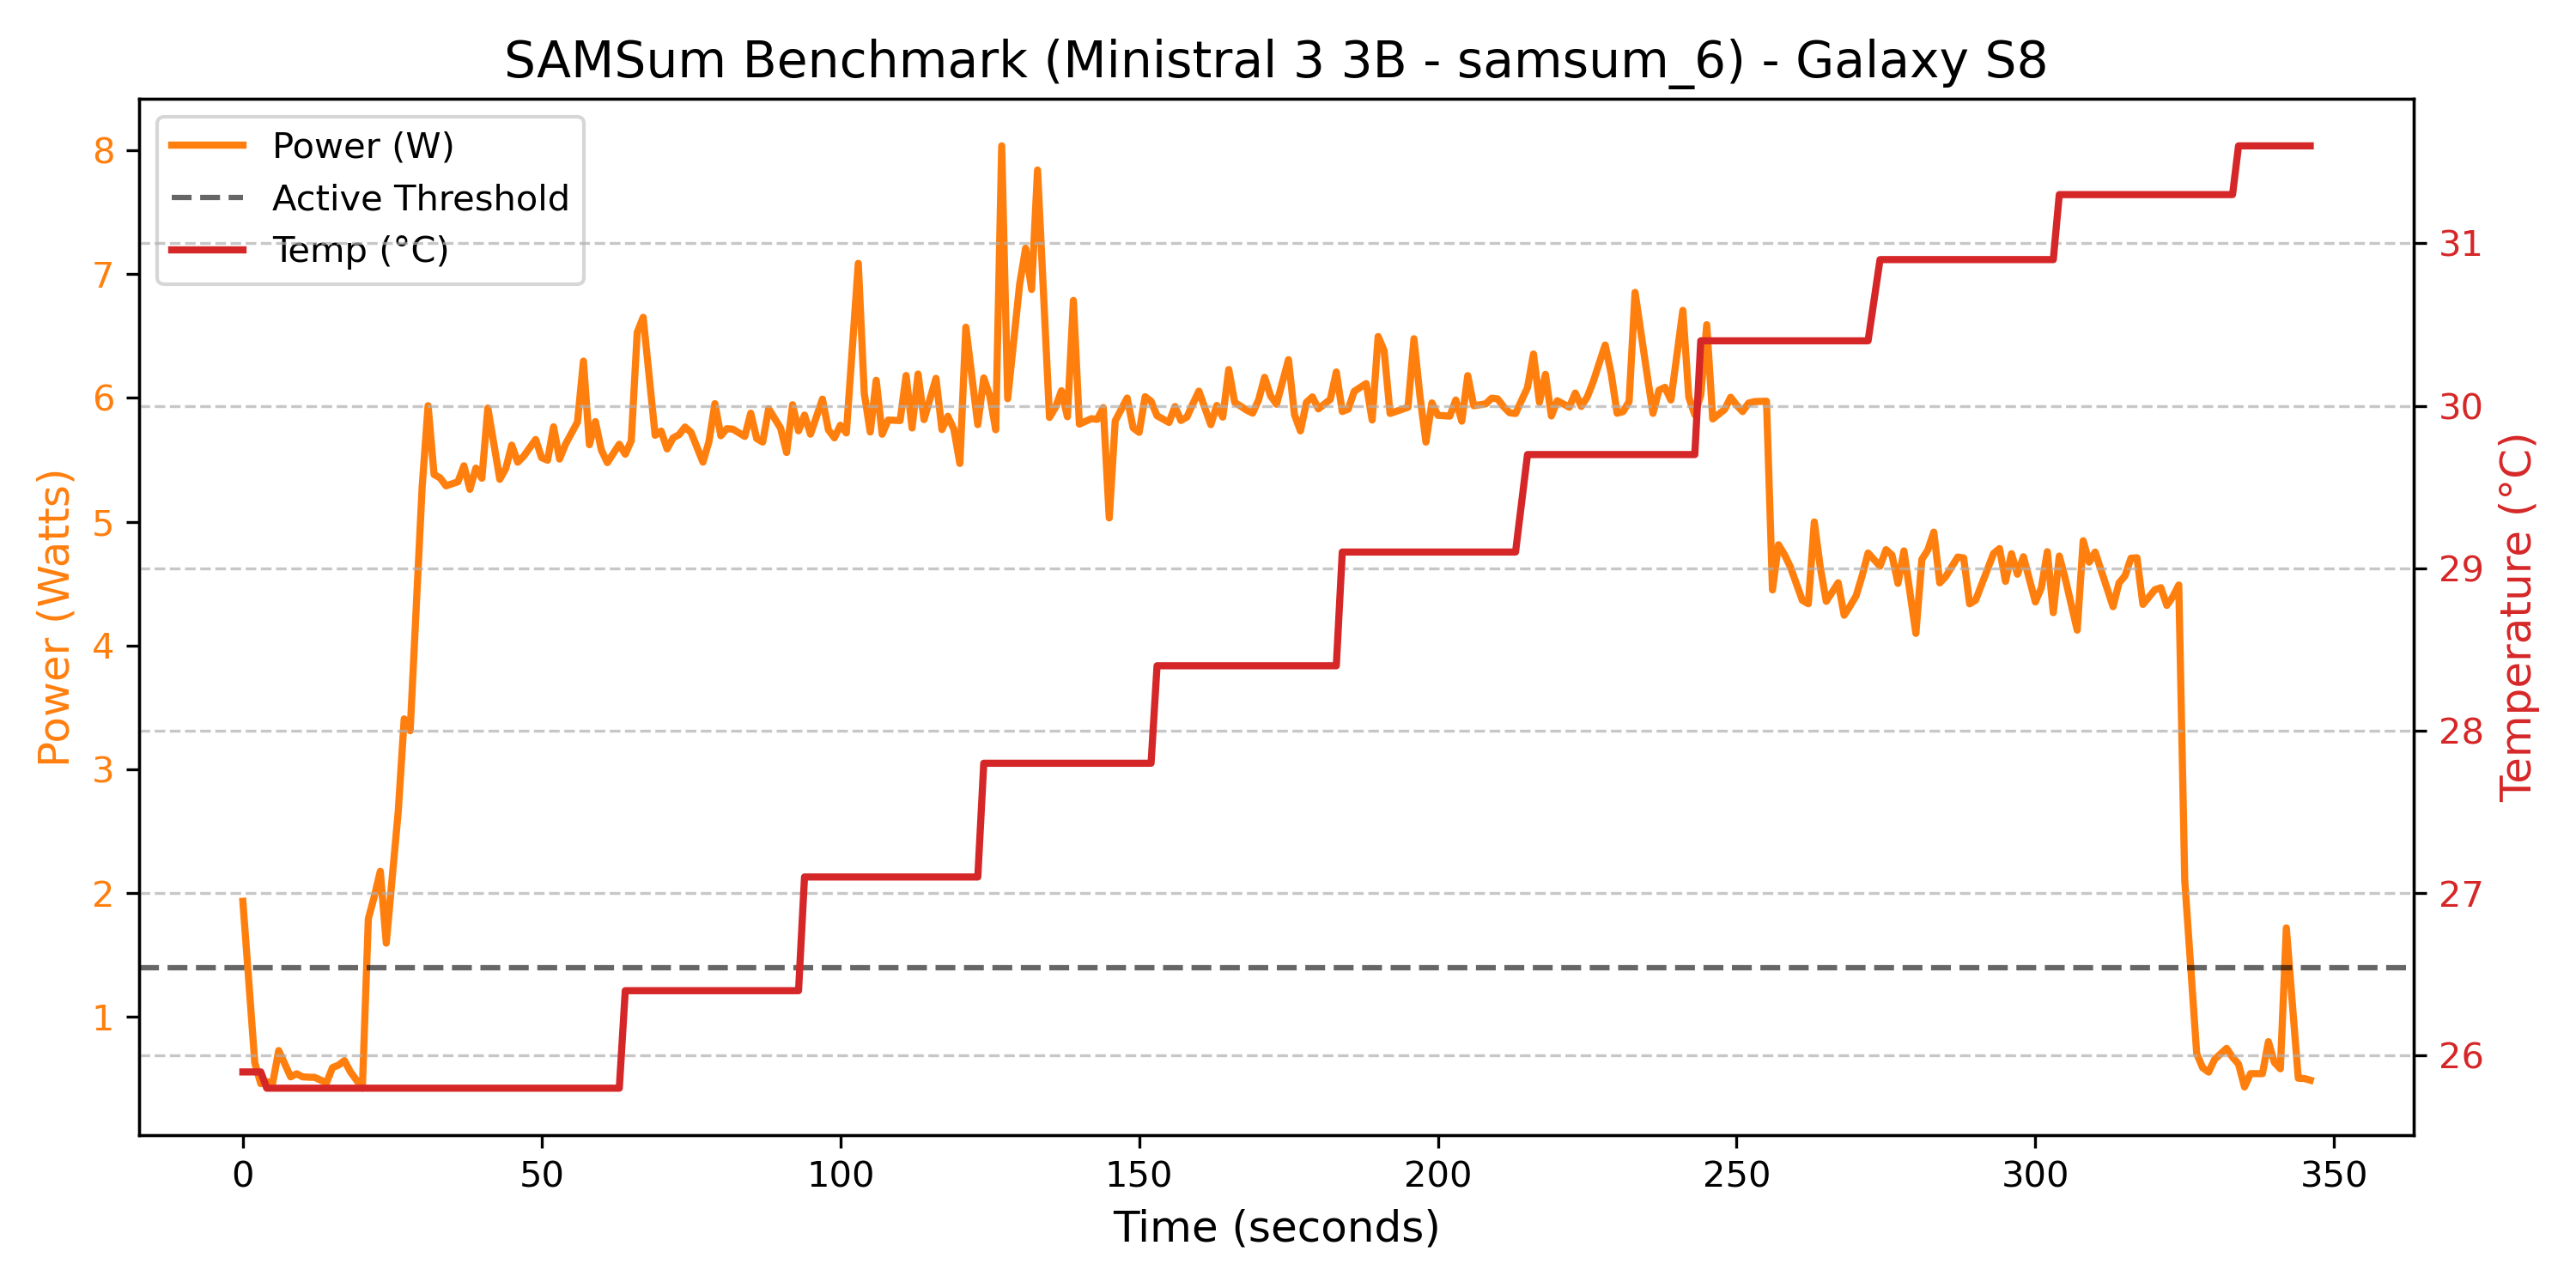 SAMSum Benchmark (Ministral 3 3B - samsum_6) - Galaxy S8
Power (W)
Active Threshold
Temp (°C)
Power (Watts)
8
7
6
5
4
3
2
1
31
30
29
28
27
26
Temperature (°C)
0 50 100 150 200 250 300 350
Time (seconds)